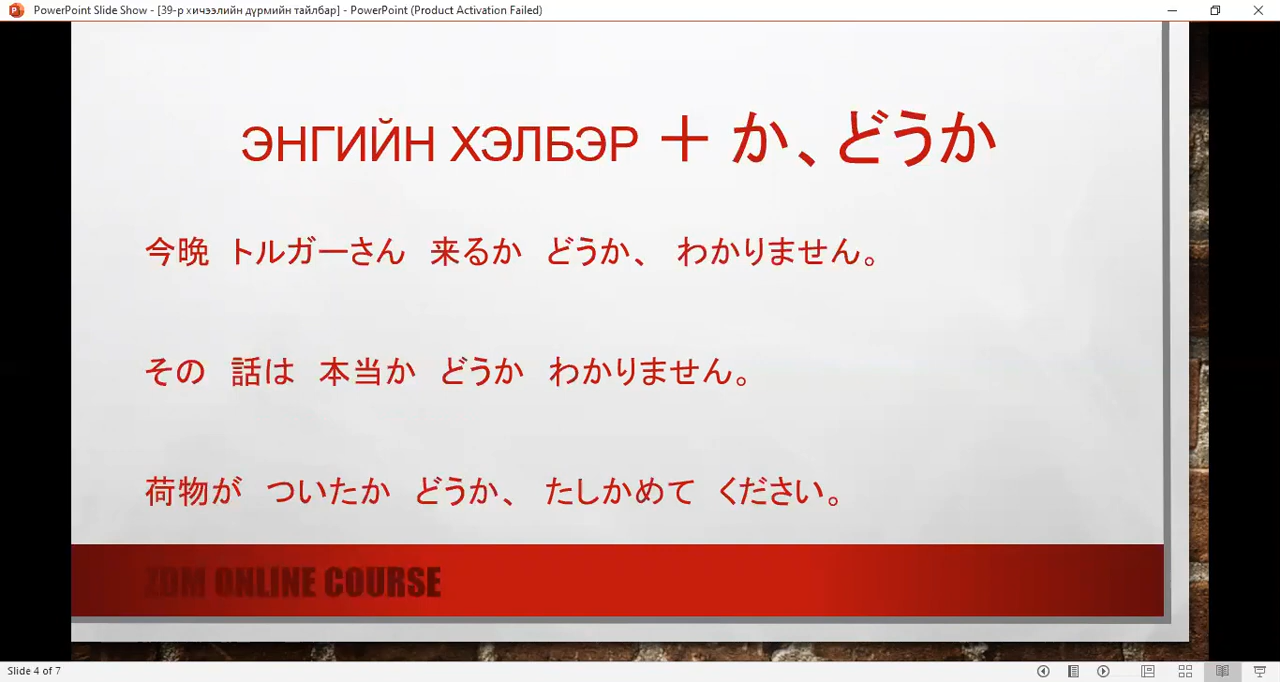 PowerPoint Slide Show - [39-р хичээлийн дүрмийн тайлбар] - PowerPoint (Product Activation Failed)
ЭНГИЙН ХЭЛБЭР ＋ か、どうか
今晩　トルガーさん　来るか　どうか、　わかりません。
その　話は　本当か　どうか　わかりません。
荷物が　ついたか　どうか、　たしかめて　ください。
ZDM ONLINE COURSE
Slide 4 of 7